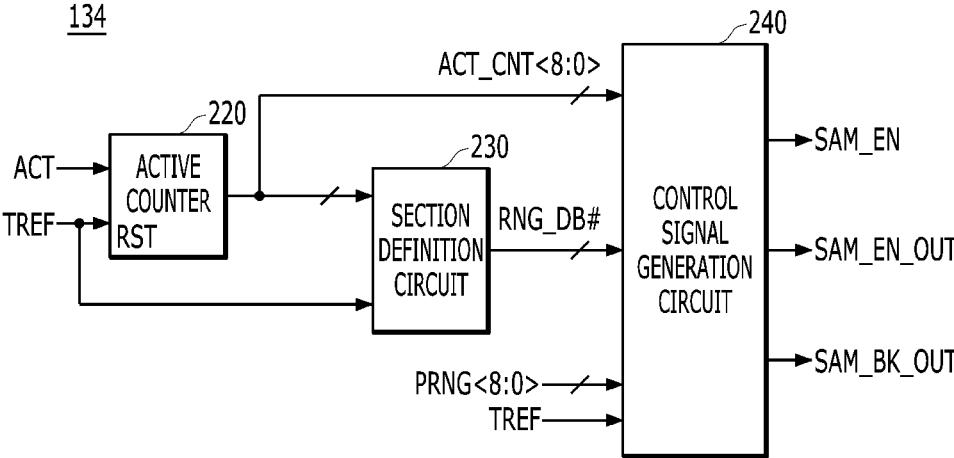 134
240
ACT_CNT<8:0>
220
ACT
ACTIVE
COUNTER
TREF
RST
230
SECTION
DEFINITION
CIRCUIT
RNG_DB#
CONTROL
SIGNAL
GENERATION
CIRCUIT
SAM_EN
SAM_EN_OUT
SAM_BK_OUT
PRNG<8:0>
TREF